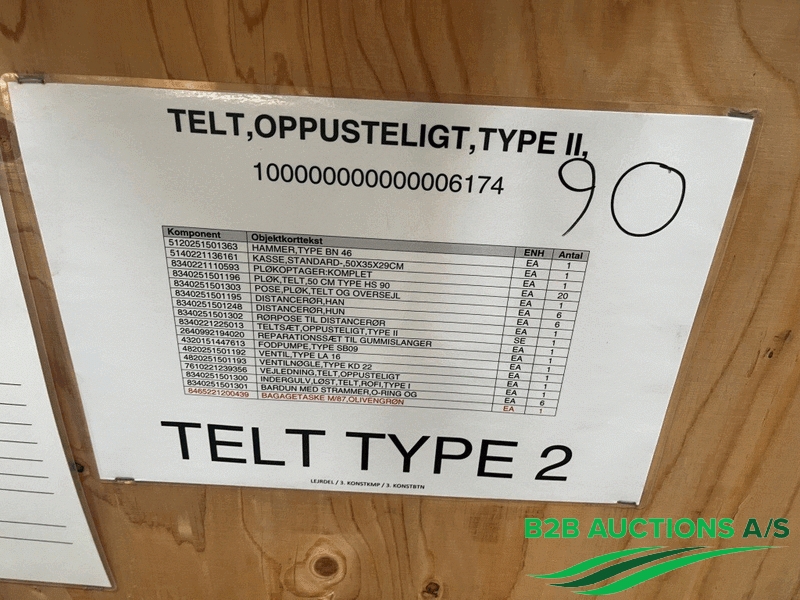 TELT,OPPUSTELIGT,TYPE II,
90
100000000000006174
Komponent Objektkorttekst ENH Antal
5120251501363 HAMMER,TYPE BN 46 EA 1
5140221136161 KASSE,STANDARD-,50X35X29CM EA 1
8340221110593 PLØKOPTAGER:KOMPLET EA 1
8340251501196 PLØK,TELT,50 CM TYPE HS 90 EA 20
8340251501303 POSE,PLØK,TELT OG OVERSEJL EA 1
8340251501195 DISTANCERØR,HAN EA 6
8340251501248 DISTANCERØR,HUN EA 6
8340251501302 RØRPOSE TIL DISTANCERØR EA 1
8340221225013 TELTSÆT,OPPUSTELIGT,TYPE II EA 1
2640992194020 REPARATIONSSÆT TIL GUMMISLANGER SE 1
4320151447613 FODPUMPE,TYPE SB09 EA 1
4820251501192 VENTIL,TYPE LA 16 EA 1
4820251501193 VENTILNØGLE,TYPE KD 22 EA 1
7610221239356 VEJLEDNING,TELT,OPPUSTELIGT EA 1
8340251501300 INDERGULV,LØST,TELT,ROFI,TYPE I EA 1
8340251501301 BARDUN MED STRAMMER,O-RING OG EA 6
8465221200439 BAGAGETASKE M/87,OLIVENGRØN EA 1
TELT TYPE 2
LEJRDEL / 3. KONSTKMP / 3. KONSTBTN
B2B AUCTIONS A/S